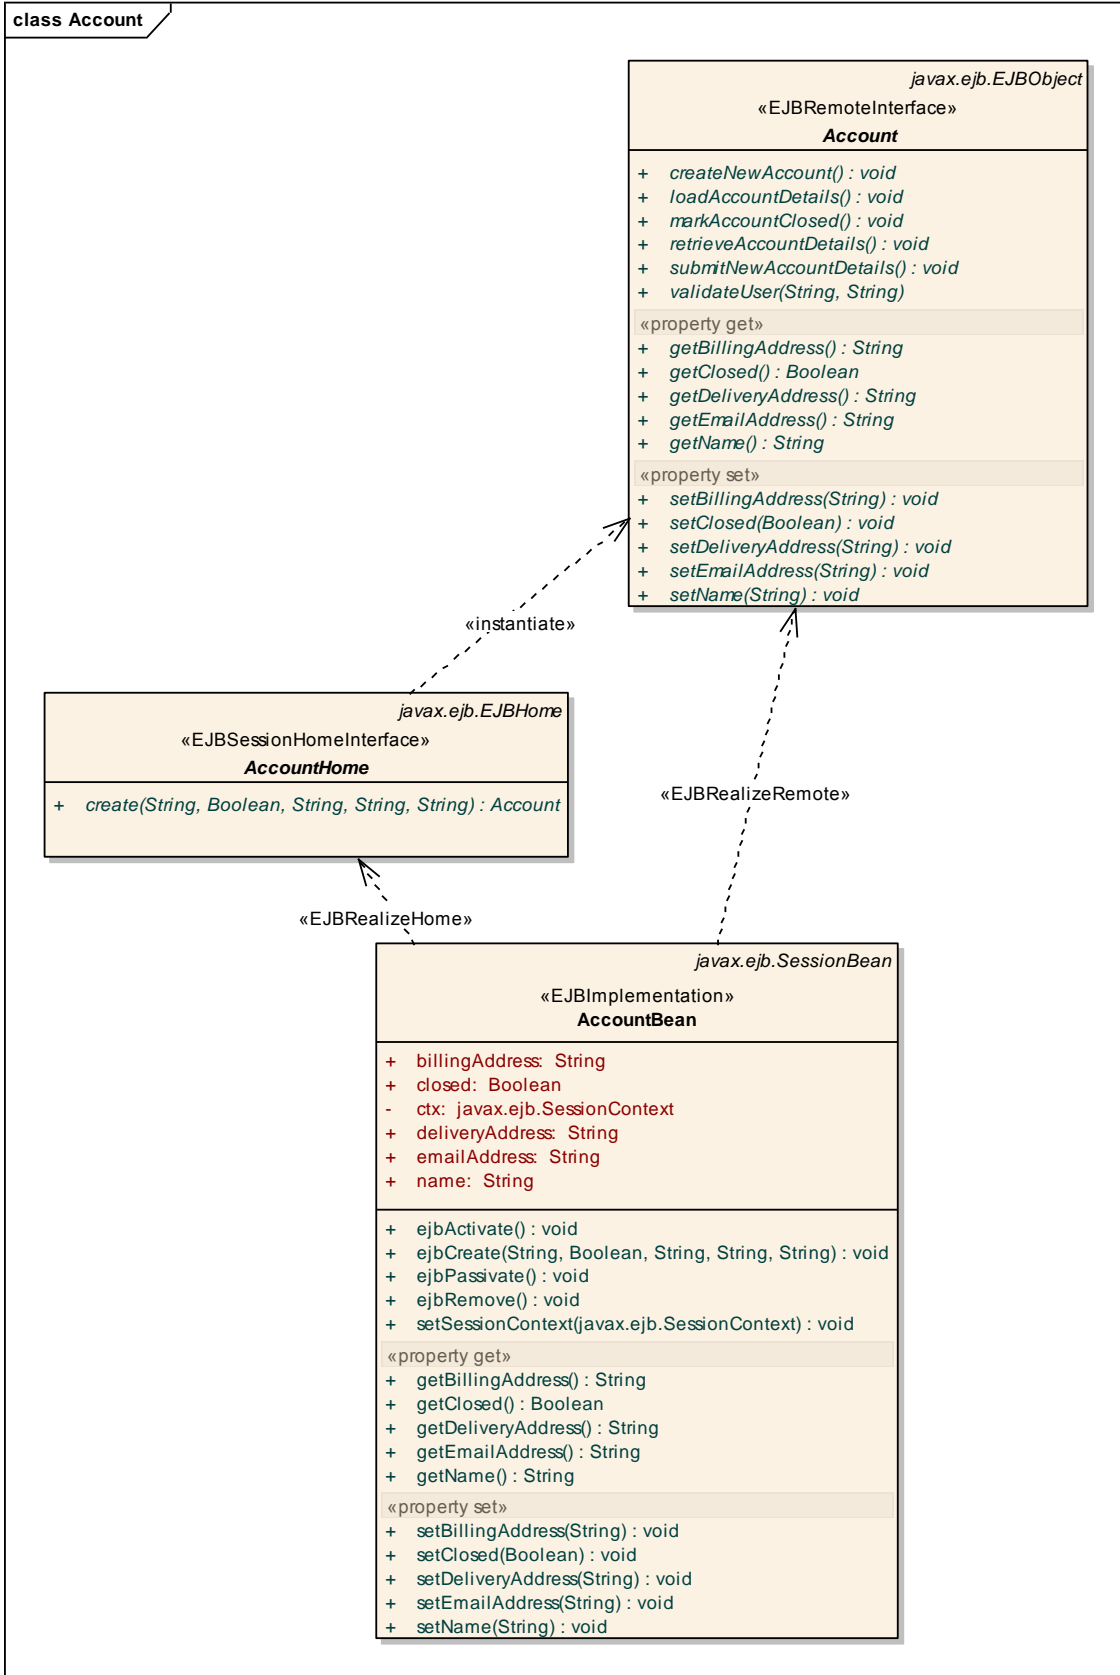 class Account
javax.ejb.EJBObject
«EJBRemoteInterface»
Account
+ createNewAccount() : void
+ loadAccountDetails() : void
+ markAccountClosed() : void
+ retrieveAccountDetails() : void
+ submitNewAccountDetails() : void
+ validateUser(String, String)
«property get»
+ getBillingAddress() : String
+ getClosed() : Boolean
+ getDeliveryAddress() : String
+ getEmailAddress() : String
+ getName() : String
«property set»
+ setBillingAddress(String) : void
+ setClosed(Boolean) : void
+ setDeliveryAddress(String) : void
+ setEmailAddress(String) : void
+ setName(String) : void
«instantiate»
javax.ejb.EJBHome
«EJBSessionHomeInterface»
AccountHome
+ create(String, Boolean, String, String, String) : Account
«EJBRealizeRemote»
«EJBRealizeHome»
javax.ejb.SessionBean
«EJBImplementation»
AccountBean
+ billingAddress: String
+ closed: Boolean
- ctx: javax.ejb.SessionContext
+ deliveryAddress: String
+ emailAddress: String
+ name: String
+ ejbActivate() : void
+ ejbCreate(String, Boolean, String, String, String) : void
+ ejbPassivate() : void
+ ejbRemove() : void
+ setSessionContext(javax.ejb.SessionContext) : void
«property get»
+ getBillingAddress() : String
+ getClosed() : Boolean
+ getDeliveryAddress() : String
+ getEmailAddress() : String
+ getName() : String
«property set»
+ setBillingAddress(String) : void
+ setClosed(Boolean) : void
+ setDeliveryAddress(String) : void
+ setEmailAddress(String) : void
+ setName(String) : void